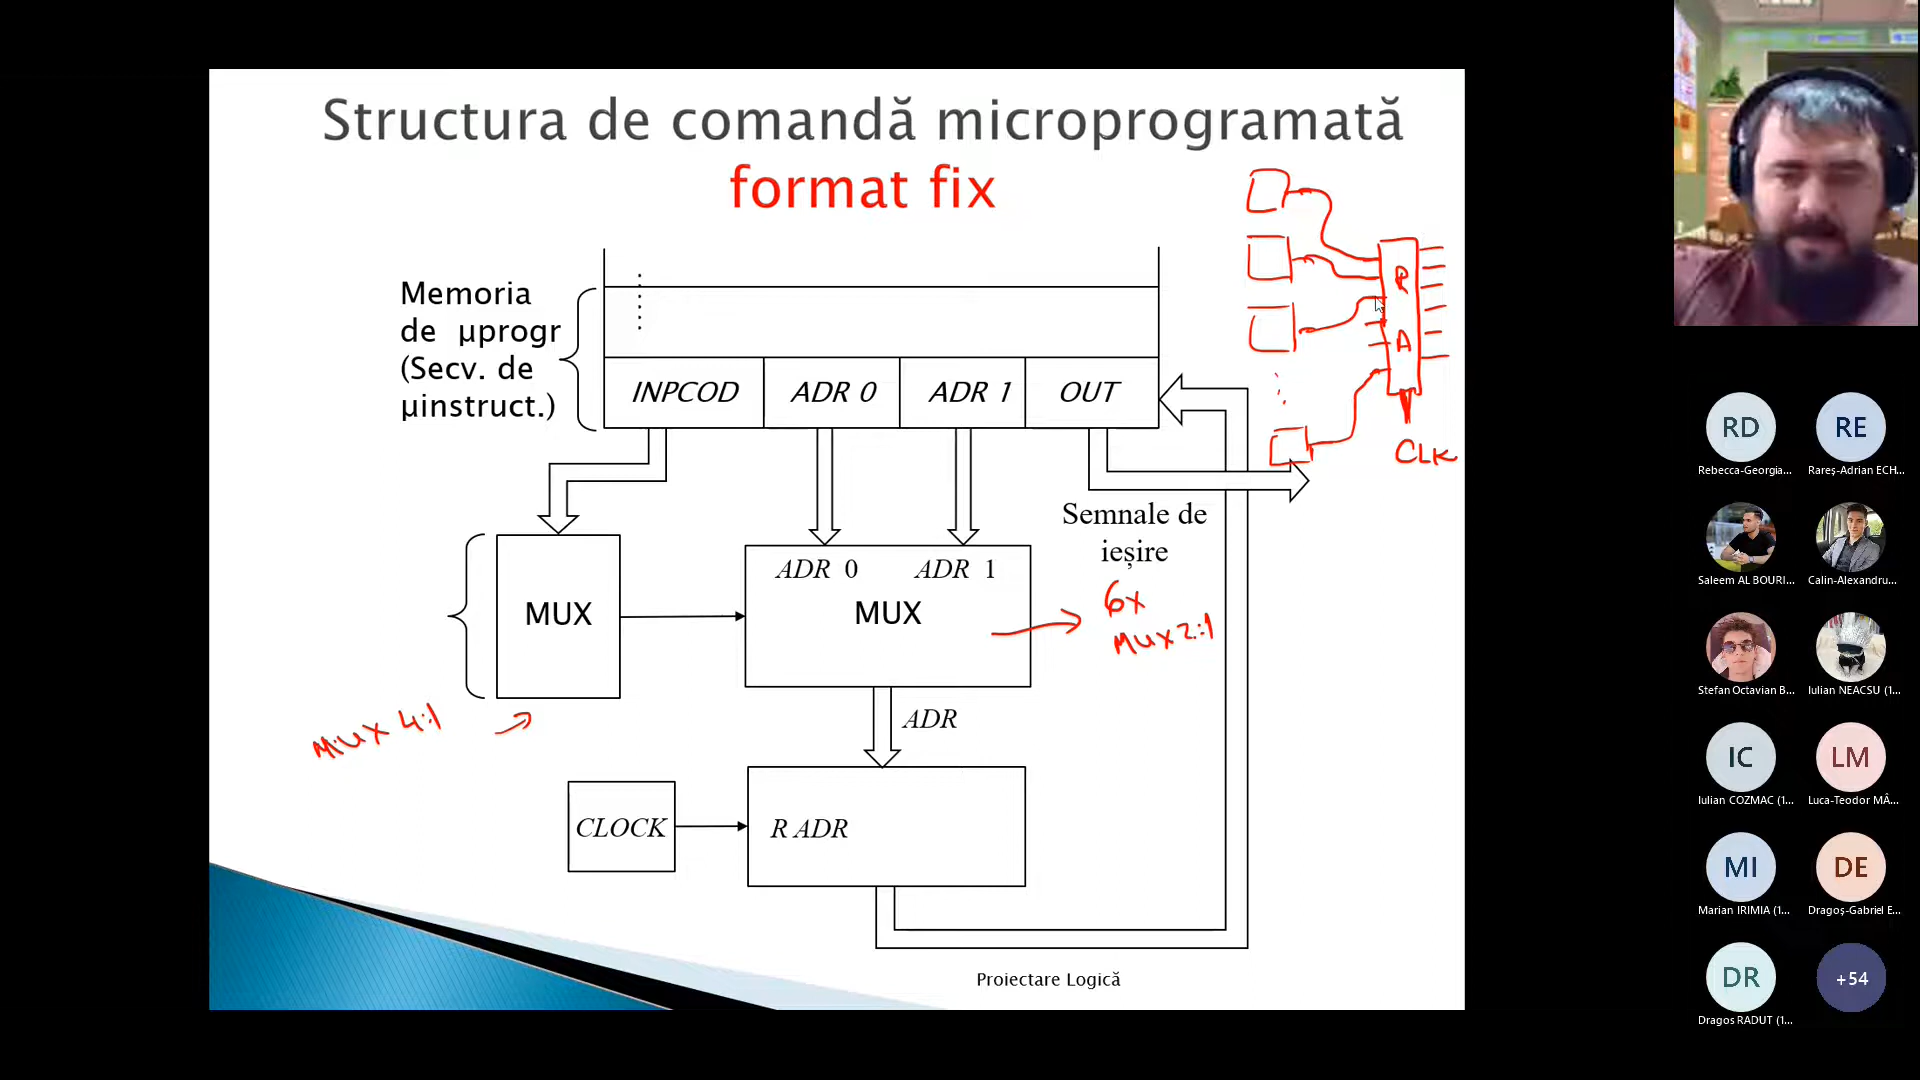 Structura de comandă microprogramată
format fix
Memoria
de µprogr
(Secv. de
µinstruct.)
INPCOD
ADR 0
ADR 1
OUT
Semnale de
ieșire
ADR 0
ADR 1
MUX
MUX
6x
MUX 2:1
MUX 4:1
ADR
CLOCK
R ADR
R
A
CLK
Proiectare Logică
RD
RE
Rebecca-Georgia...
Rareș-Adrian ECH...
Saleem AL BOURI...
Calin-Alexandru...
Stefan Octavian B...
Iulian NEACSU (1...
IC
LM
Iulian COZMAC (1...
Luca-Teodor MÂ...
MI
DE
Marian IRIMIA (1...
Dragoș-Gabriel E...
DR
+54
Dragos RADUT (1...